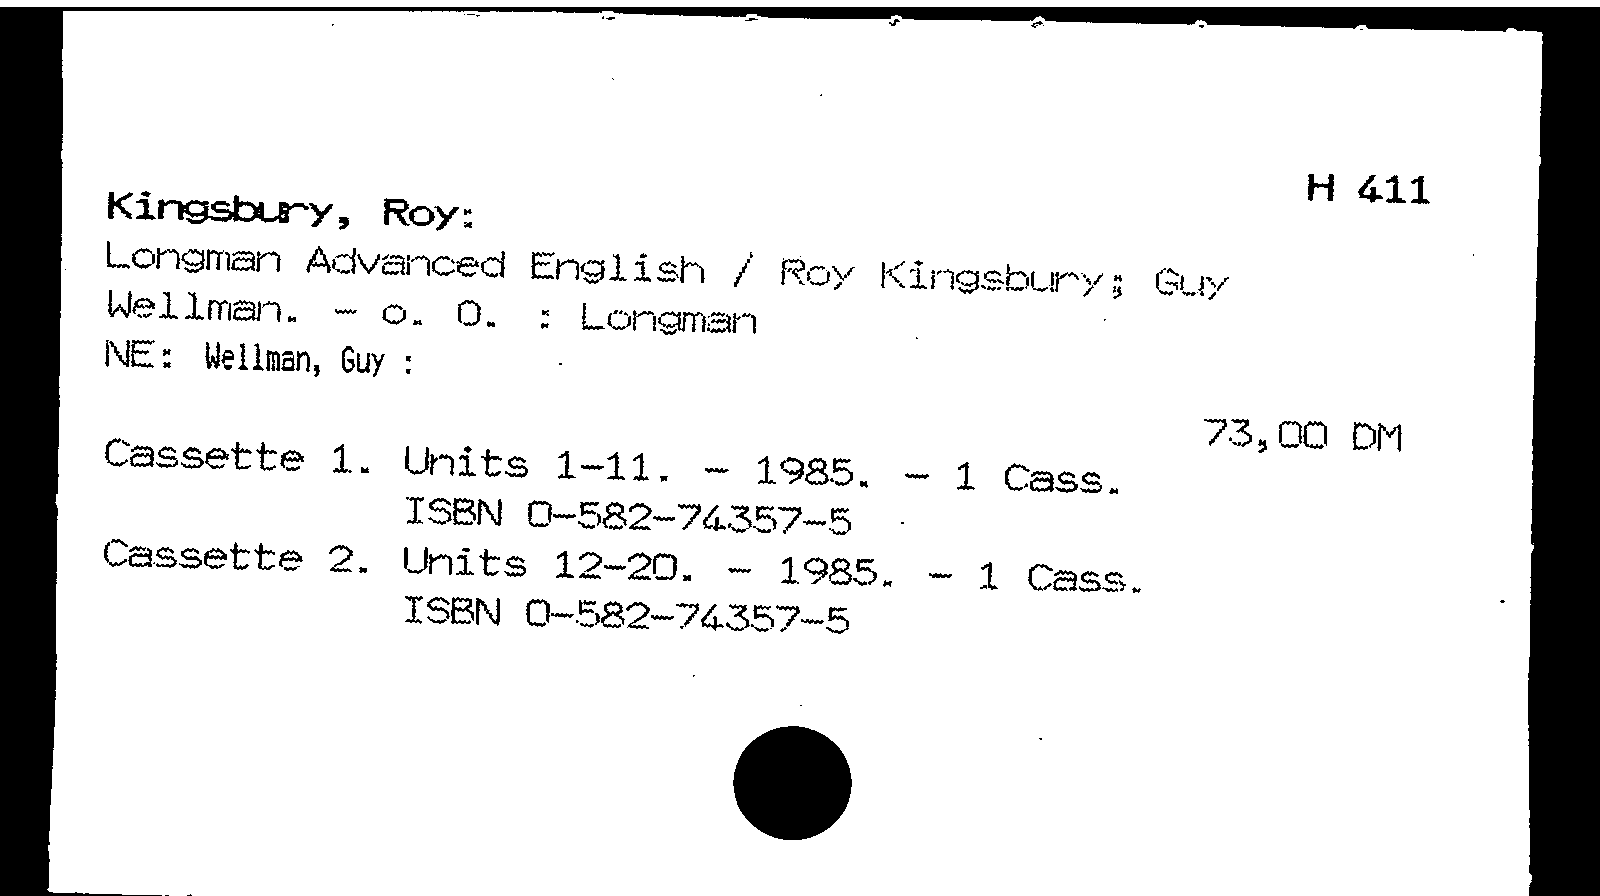 H 411
Kingsbury, Roy:
Longman Advanced English / Roy Kingsbury; Guy
Wellman. - o. O. : Longman
NE: Wellman, Guy :
73,00 DM
Cassette 1. Units 1-11. - 1985. - 1 Cass.
ISBN 0-582-74357-5
Cassette 2. Units 12-20. - 1985. - 1 Cass.
ISBN 0-582-74357-5